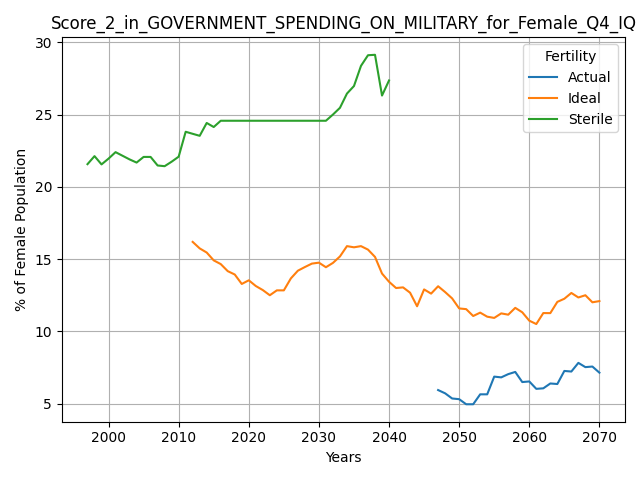 Score_2_in_GOVERNMENT_SPENDING_ON_MILITARY_for_Female_Q4_IQ
Fertility
Actual
Ideal
Sterile
30
25
20
15
10
5
% of Female Population
2000 2010 2020 2030 2040 2050 2060 2070
Years